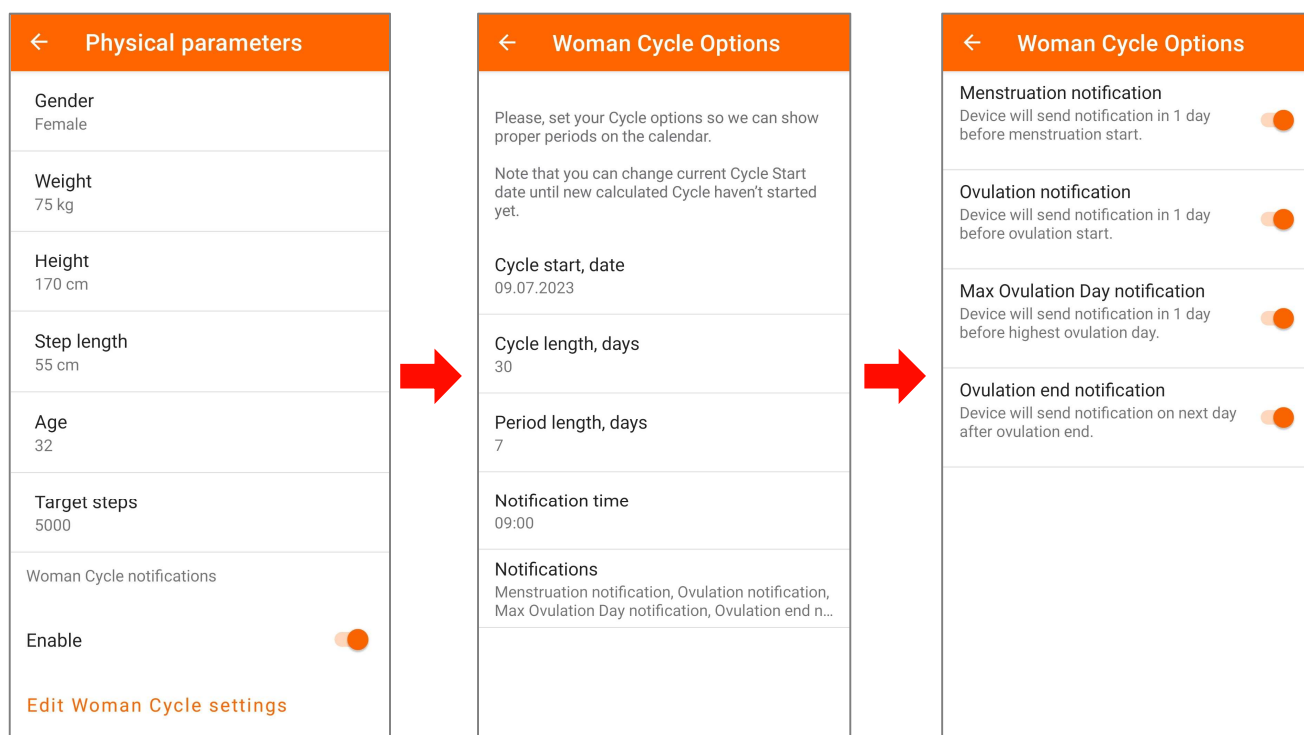 Physical parameters
Gender
Female
Weight
75 kg
Height
170 cm
Step length
55 cm
Age
32
Target steps
5000
Woman Cycle notifications
Enable
Edit Woman Cycle settings
Woman Cycle Options
Please, set your Cycle options so we can show
proper periods on the calendar.
Note that you can change current Cycle Start
date until new calculated Cycle haven't started
yet.
Cycle start, date
09.07.2023
Cycle length, days
30
Period length, days
7
Notification time
09:00
Notifications
Menstruation notification, Ovulation notification,
Max Ovulation Day notification, Ovulation end n...
Woman Cycle Options
Menstruation notification
Device will send notification in 1 day
before menstruation start.
Ovulation notification
Device will send notification in 1 day
before ovulation start.
Max Ovulation Day notification
Device will send notification in 1 day
before highest ovulation day.
Ovulation end notification
Device will send notification on next day
after ovulation end.